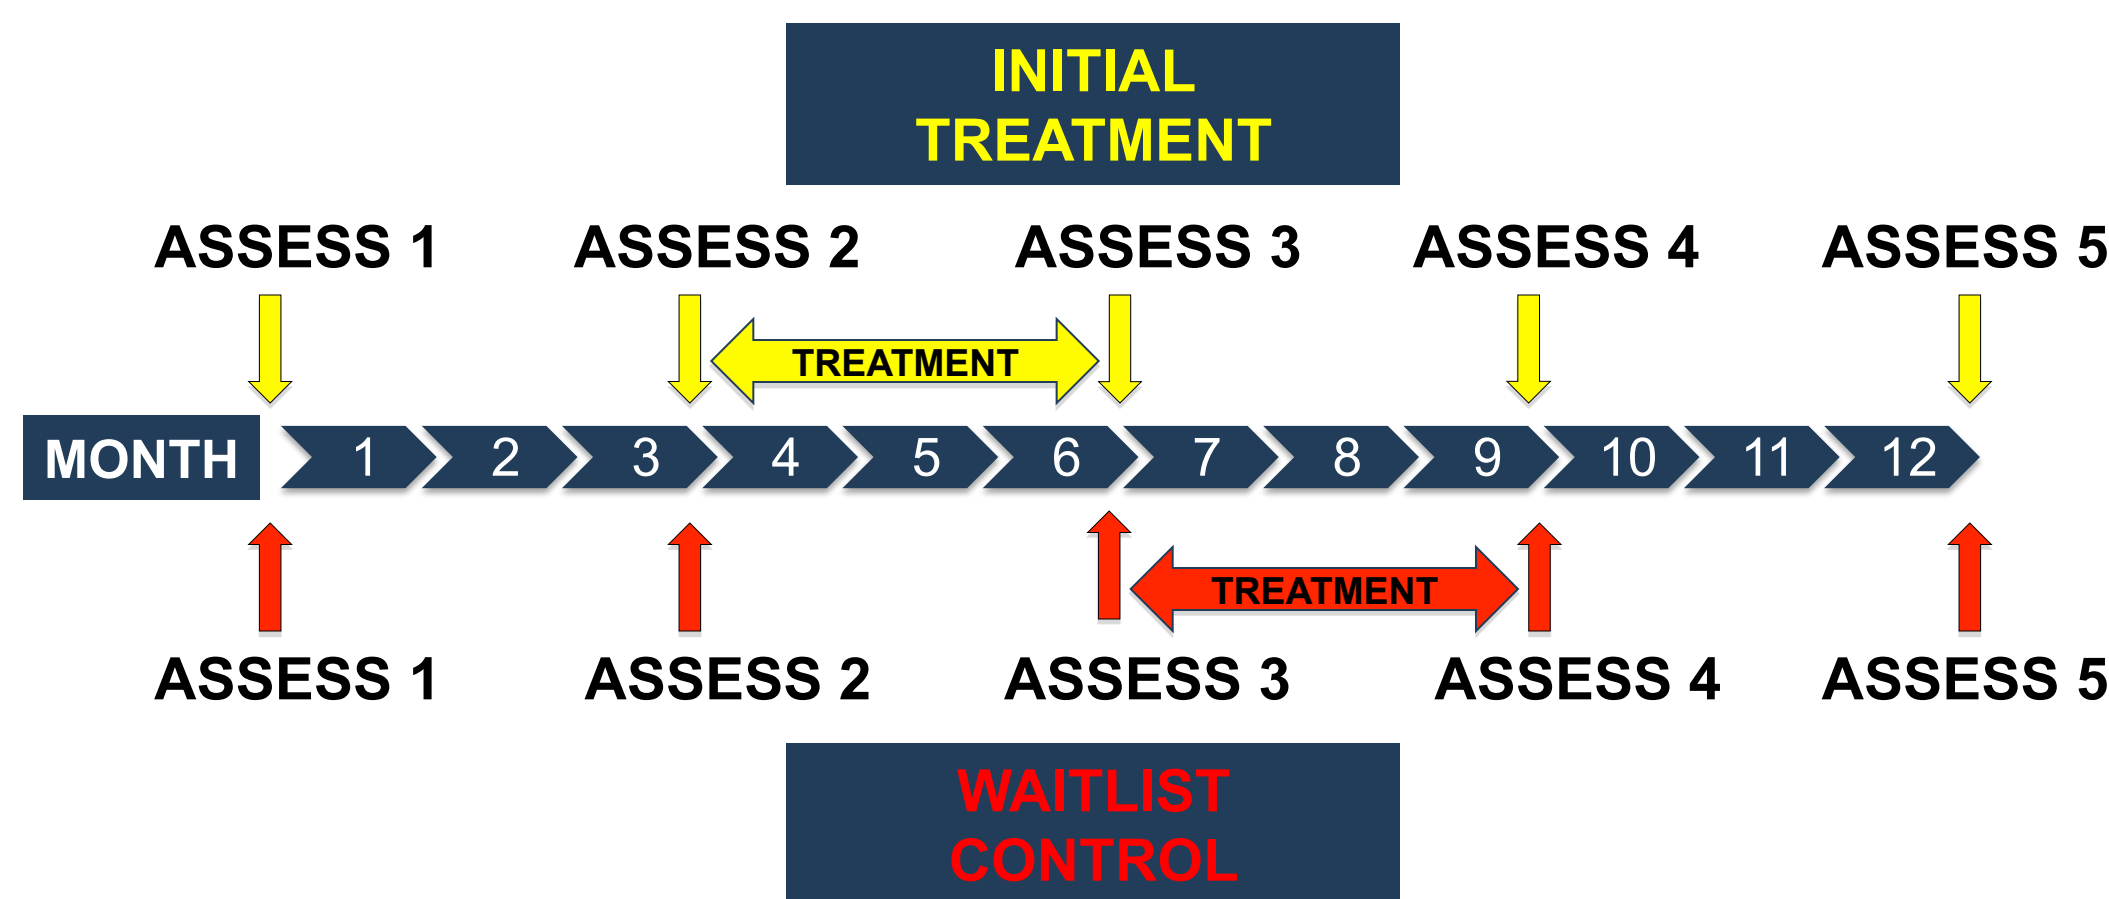 INITIAL
TREATMENT
ASSESS 1
ASSESS 2
ASSESS 3
ASSESS 4
ASSESS 5
TREATMENT
MONTH
1
2
3
4
5
6
7
8
9
10
11
12
TREATMENT
ASSESS 1
ASSESS 2
ASSESS 3
ASSESS 4
ASSESS 5
WAITLIST
CONTROL